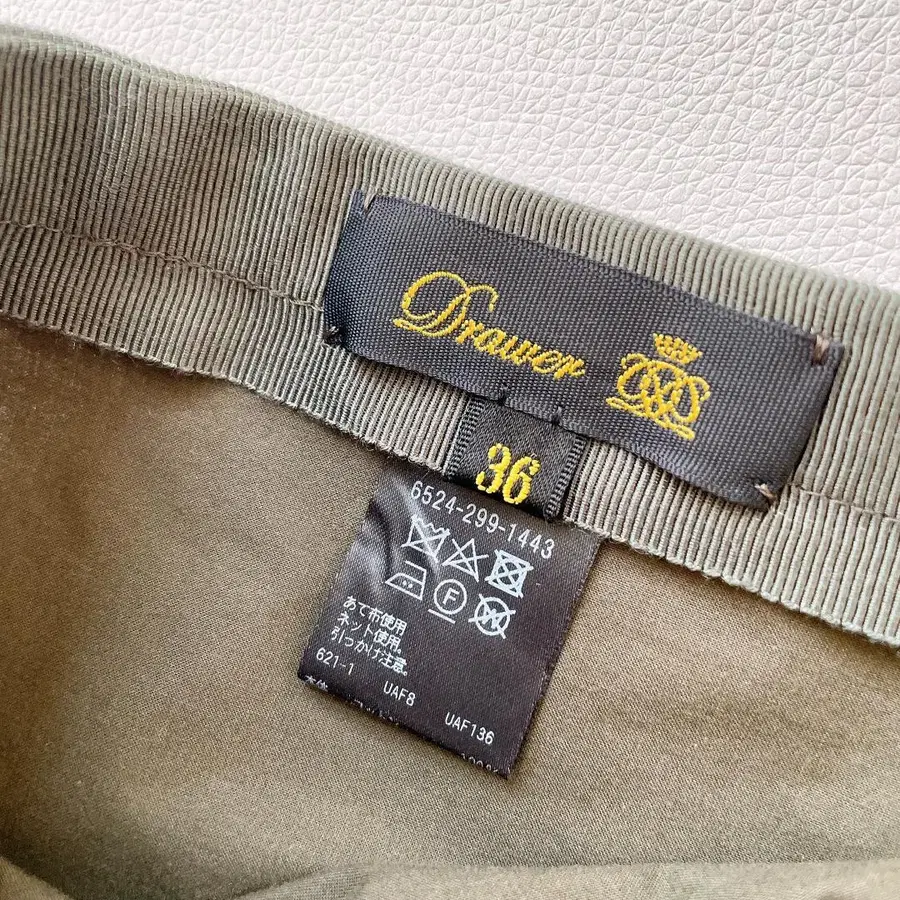 Drawer
36
6524-299-1443
F
W
あて布使用
ネット使用。
引っかけ注意。
621-1 UAF8 UAF136